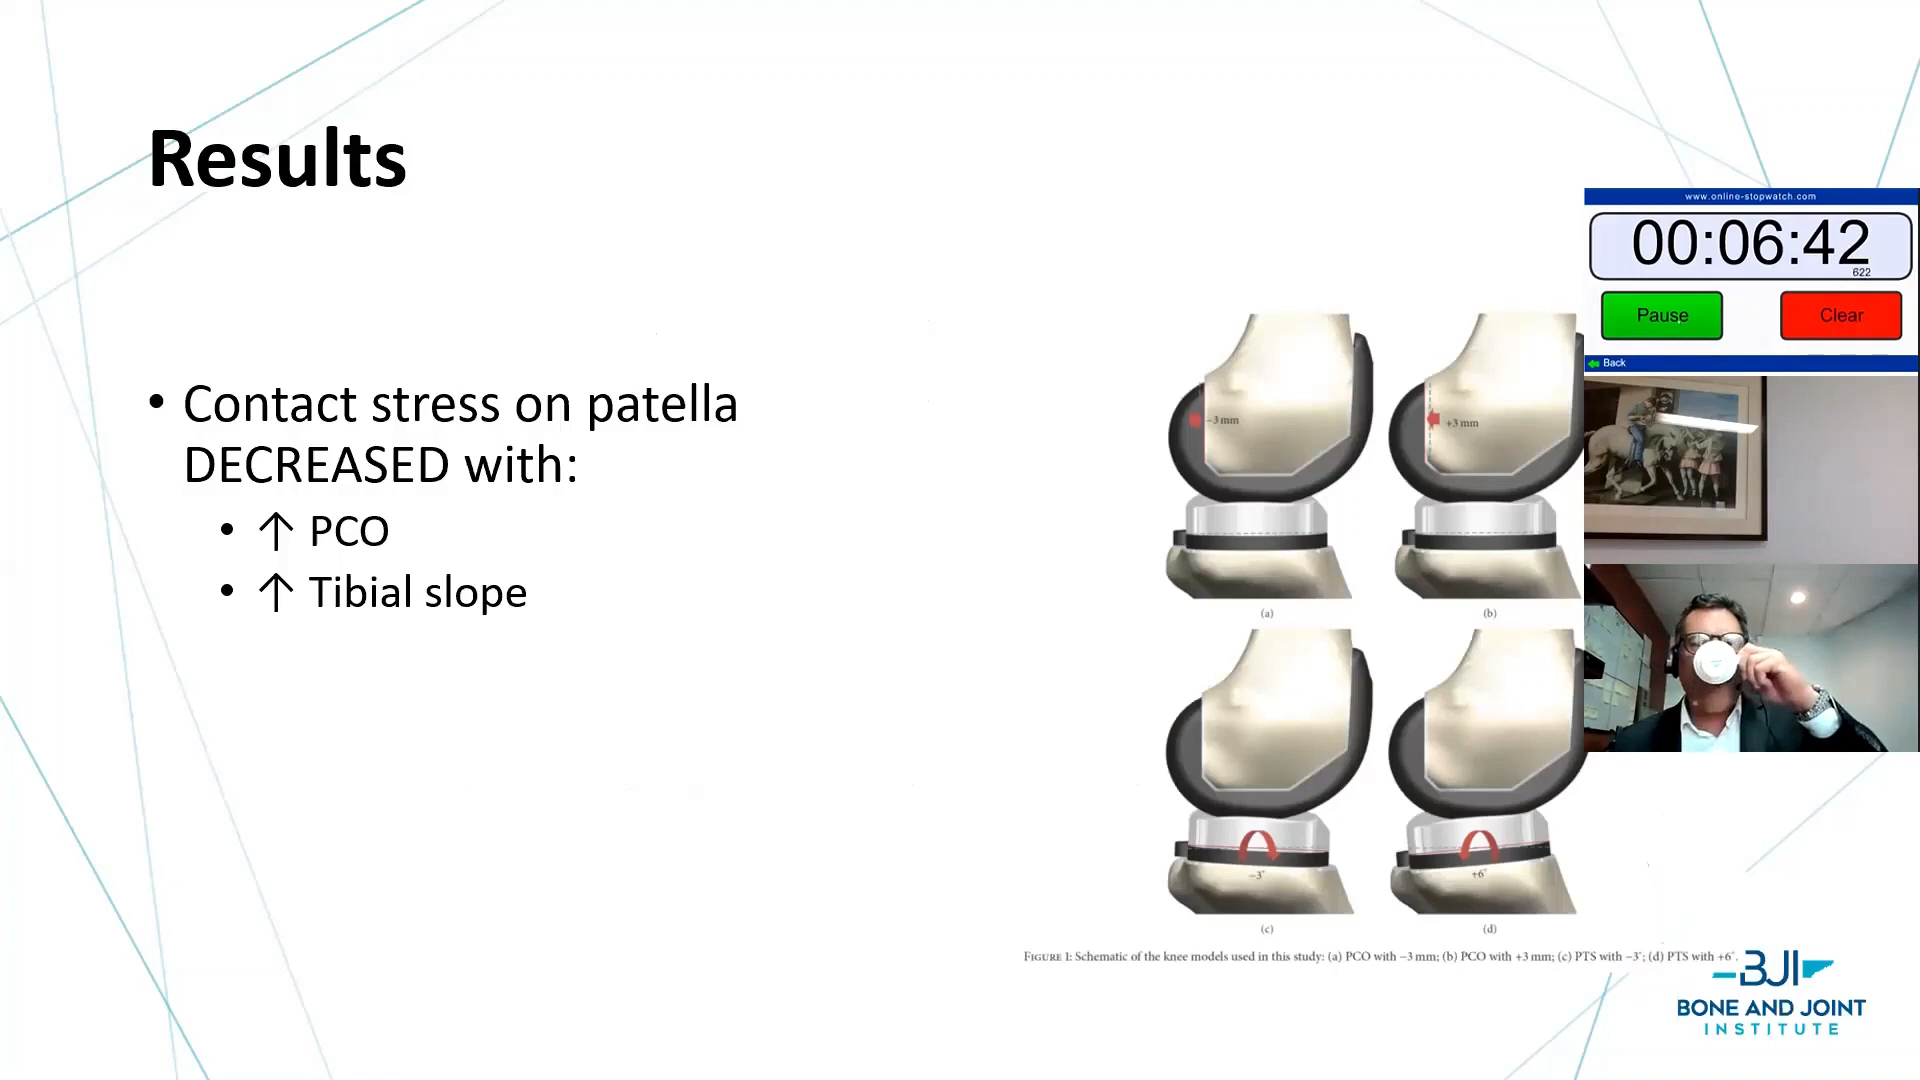 Results
• Contact stress on patella
DECREASED with:
• ↑ PCO
• ↑ Tibial slope
www.online-stopwatch.com
00:06:42
622
Pause
Clear
Back
−3 mm
+3 mm
(a)
(b)
−3°
+6°
(c)
(d)
FIGURE 1: Schematic of the knee models used in this study: (a) PCO with −3 mm; (b) PCO with +3 mm; (c) PTS with −3°; (d) PTS with +6°.
BJI
BONE AND JOINT
INSTITUTE